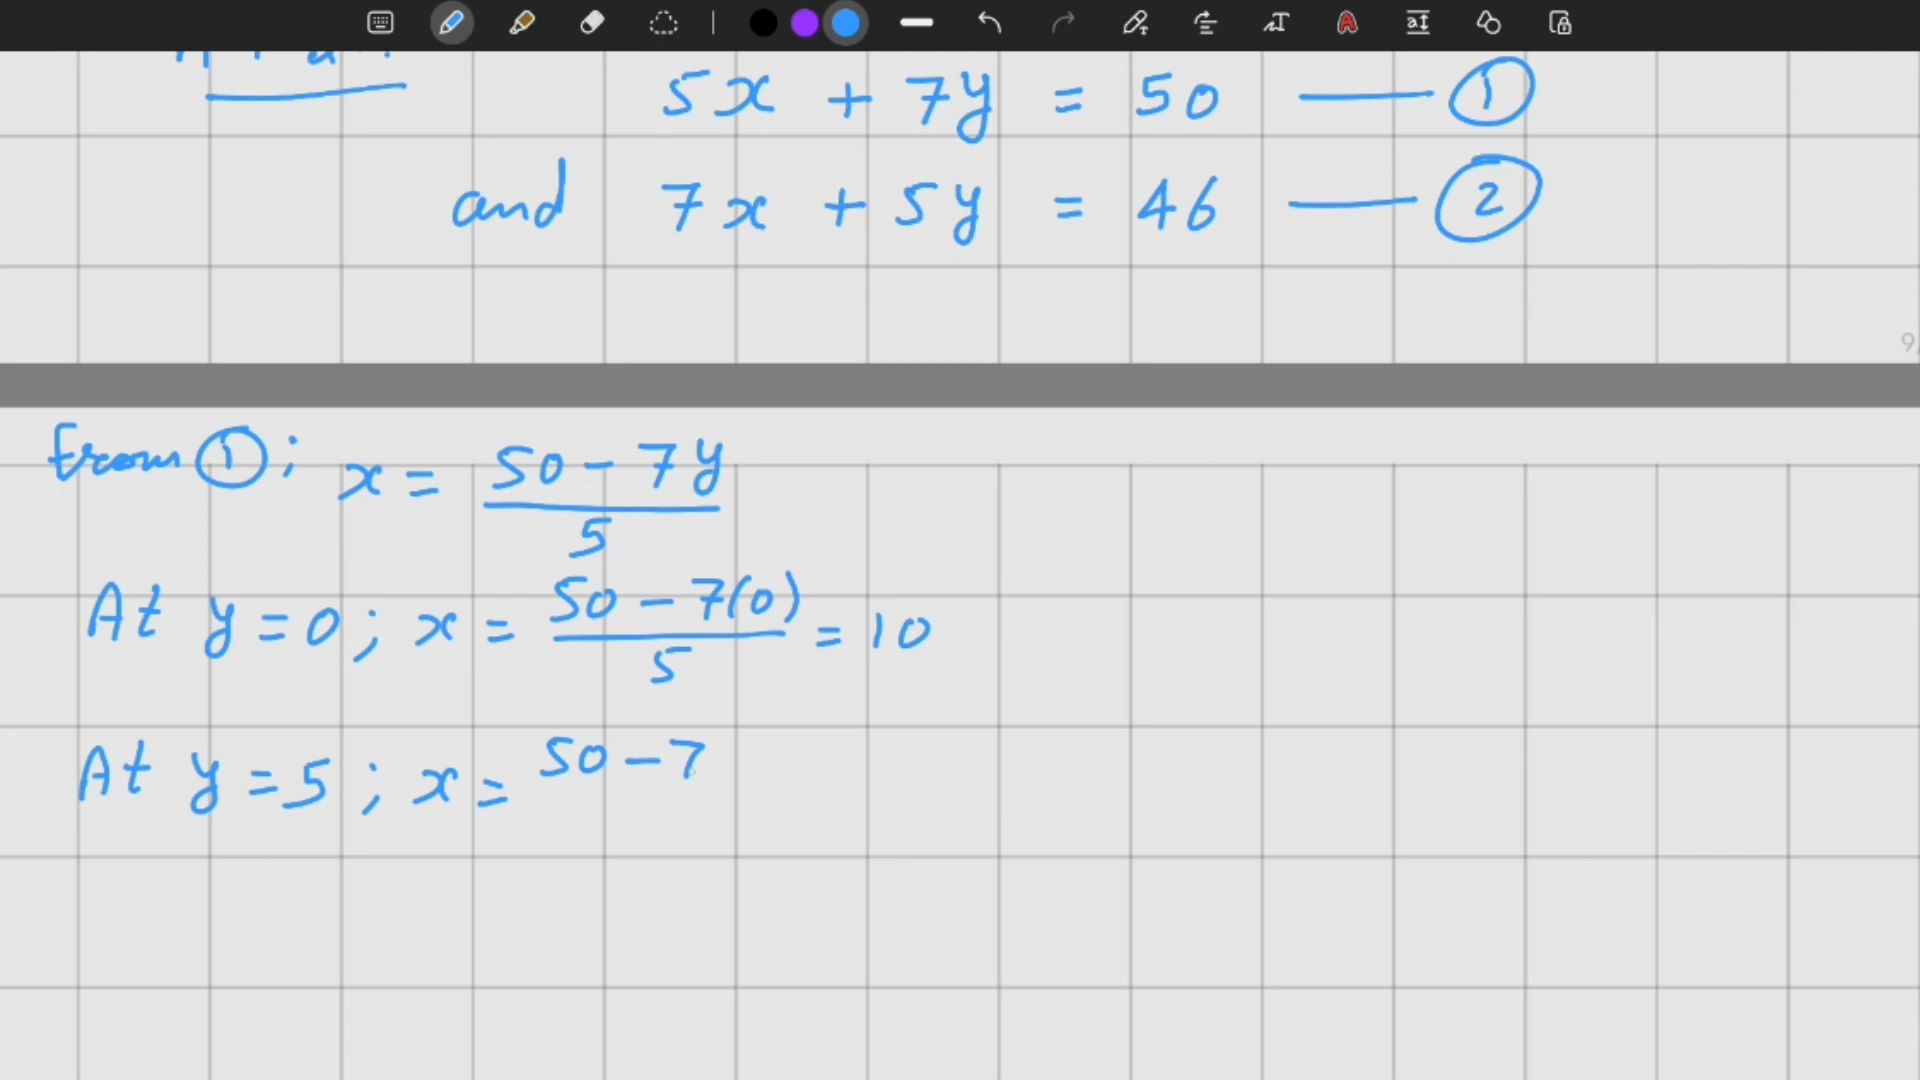 5x + 7y = 50 —— ①
and 7x + 5y = 46 —— ②
From ①; x = (50 - 7y)/5
At y = 0; x = (50 - 7(0))/5 = 10
At y = 5; x = 50 - 7